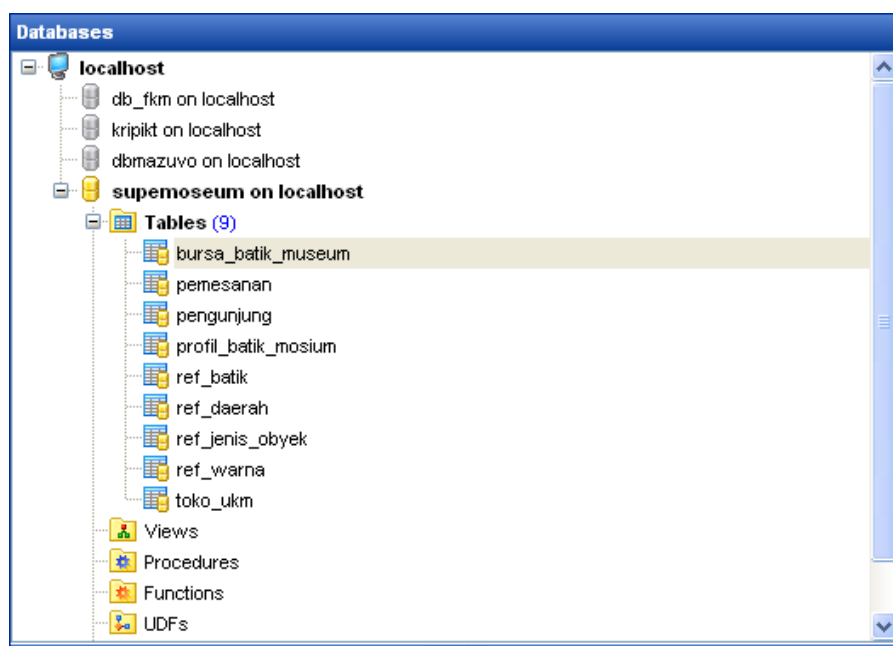 Databases
localhost
db_fkm on localhost
kripikt on localhost
dbmazuvo on localhost
supemoseum on localhost
Tables (9)
bursa_batik_museum
pemesanan
pengunjung
profil_batik_mosium
ref_batik
ref_daerah
ref_jenis_obyek
ref_warna
toko_ukm
Views
Procedures
Functions
UDFs